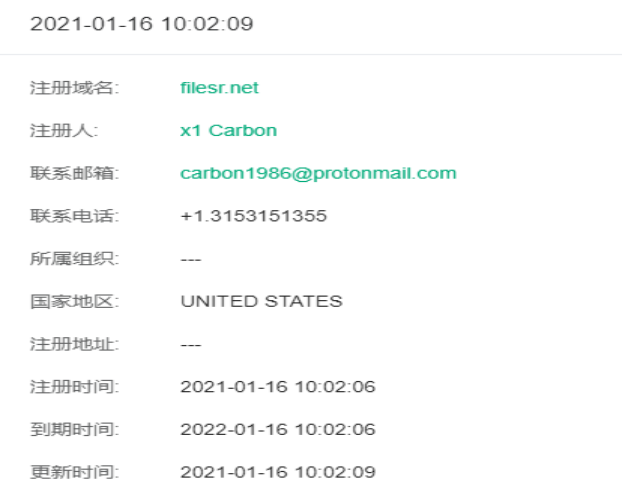 2021-01-16 10:02:09
注册域名: filesr.net
注册人: x1 Carbon
联系邮箱: carbon1986@protonmail.com
联系电话: +1.3153151355
所属组织: ---
国家地区: UNITED STATES
注册地址: ---
注册时间: 2021-01-16 10:02:06
到期时间: 2022-01-16 10:02:06
更新时间: 2021-01-16 10:02:09